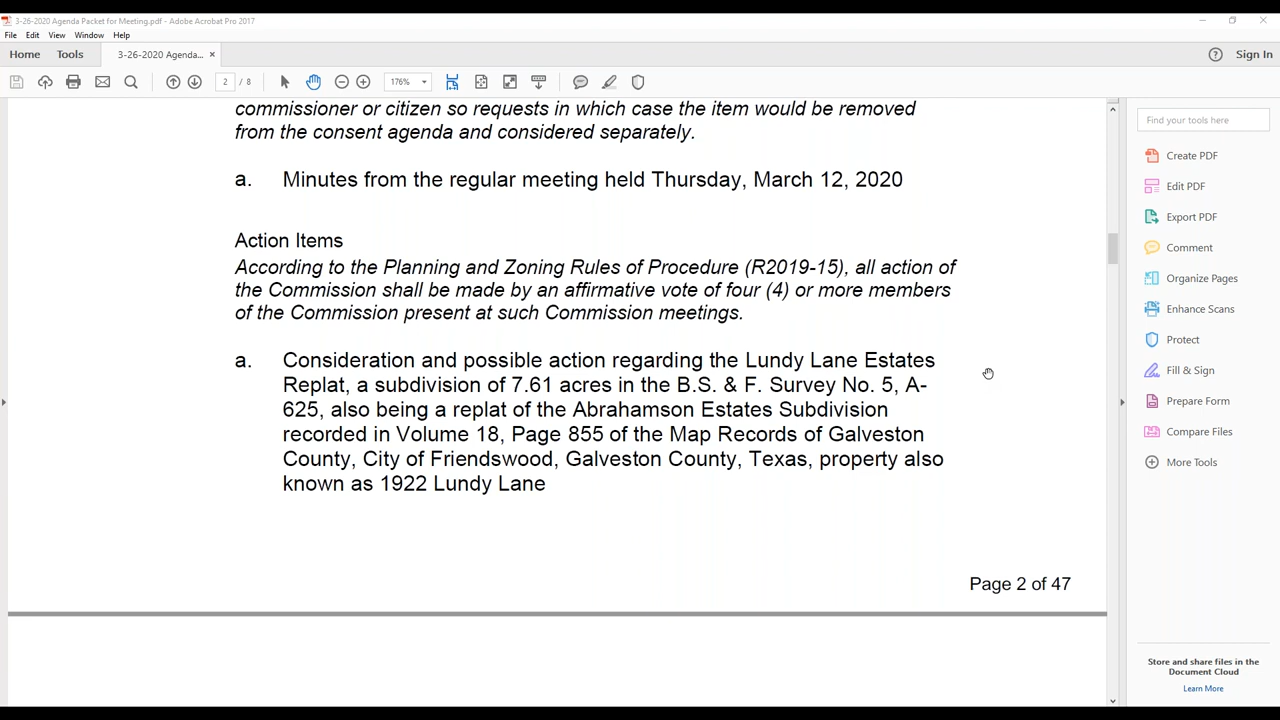 3-26-2020 Agenda Packet for Meeting.pdf - Adobe Acrobat Pro 2017
File Edit View Window Help
Home Tools 3-26-2020 Agenda... × Sign In
2 / 8 176%
commissioner or citizen so requests in which case the item would be removed
from the consent agenda and considered separately.
a. Minutes from the regular meeting held Thursday, March 12, 2020
Action Items
According to the Planning and Zoning Rules of Procedure (R2019-15), all action of
the Commission shall be made by an affirmative vote of four (4) or more members
of the Commission present at such Commission meetings.
a. Consideration and possible action regarding the Lundy Lane Estates
Replat, a subdivision of 7.61 acres in the B.S. & F. Survey No. 5, A-
625, also being a replat of the Abrahamson Estates Subdivision
recorded in Volume 18, Page 855 of the Map Records of Galveston
County, City of Friendswood, Galveston County, Texas, property also
known as 1922 Lundy Lane
Page 2 of 47
Find your tools here
Create PDF
Edit PDF
Export PDF
Comment
Organize Pages
Enhance Scans
Protect
Fill & Sign
Prepare Form
Compare Files
More Tools
Store and share files in the
Document Cloud
Learn More